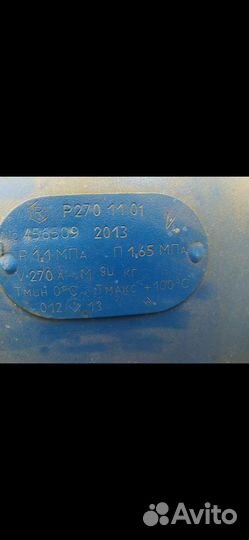 Р270 11.01
456509 2013
Р 1,1 МПа П 1,65 МПа
V 270 Л М 90 кг
Тмин 0°С Тмакс +100°С
012 13
Avito